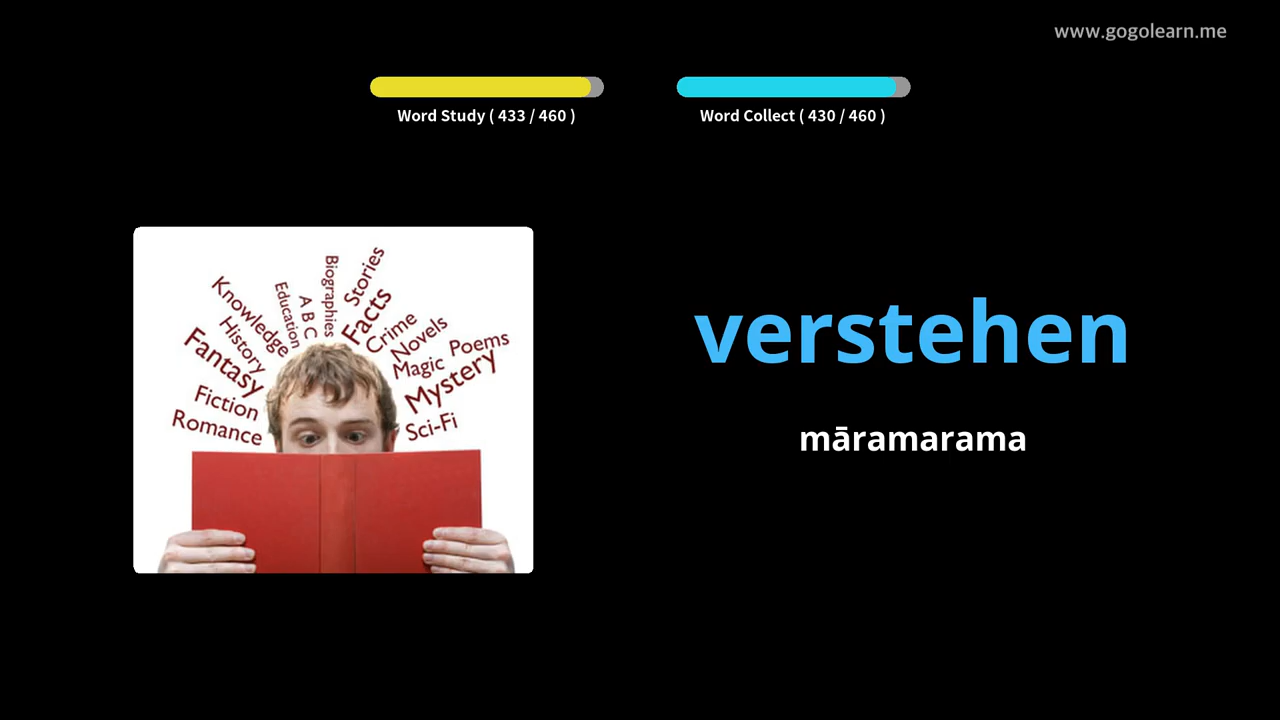 www.gogolearn.me
Word Study ( 433 / 460 )
Word Collect ( 430 / 460 )
verstehen
māramarama
Knowledge
History
Fantasy
Fiction
Romance
Education
A B C
Biographies
Stories
Facts
Crime
Novels
Magic
Poems
Mystery
Sci-Fi